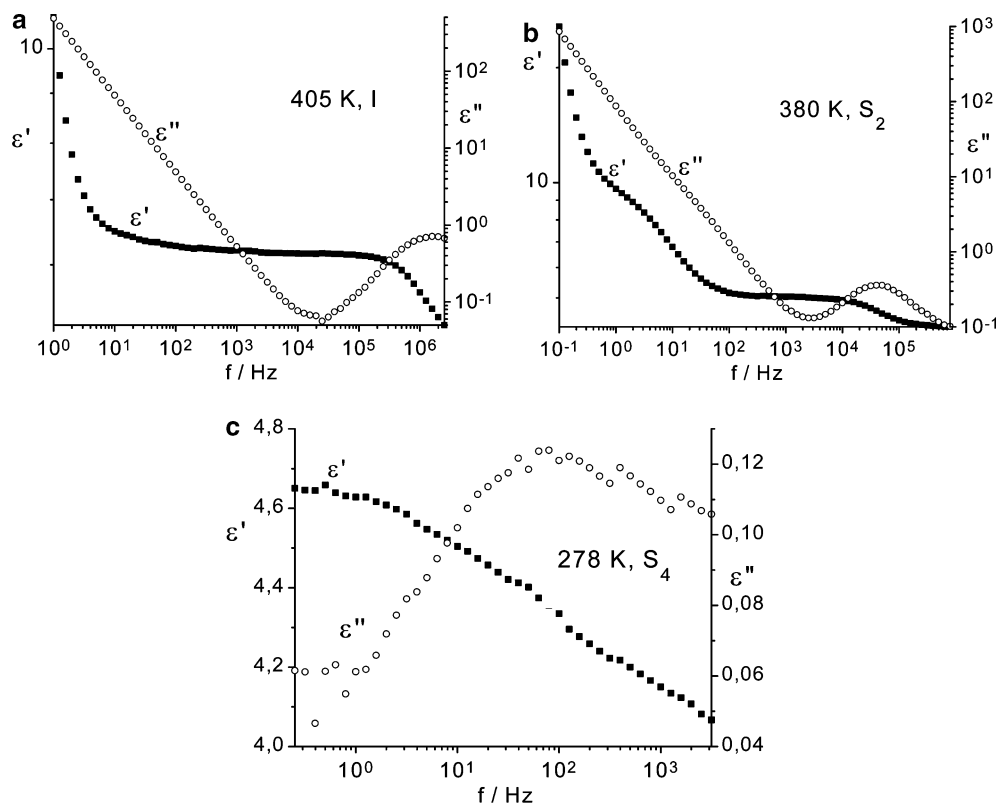 a
10
ε'
405 K, I
ε"
ε'
10² 10¹ 10⁰ 10⁻¹
ε"
10⁰ 10¹ 10² 10³ 10⁴ 10⁵ 10⁶
f / Hz
b
ε'
10
380 K, S₂
ε'
ε"
10³ 10² 10¹ 10⁰ 10⁻¹
ε"
10⁻¹ 10⁰ 10¹ 10² 10³ 10⁴ 10⁵
f / Hz
c
4,8
4,6
4,4
4,2
4,0
ε'
ε'
ε"
278 K, S₄
0,12
0,10
0,08
0,06
0,04
ε"
10⁰ 10¹ 10² 10³
f / Hz